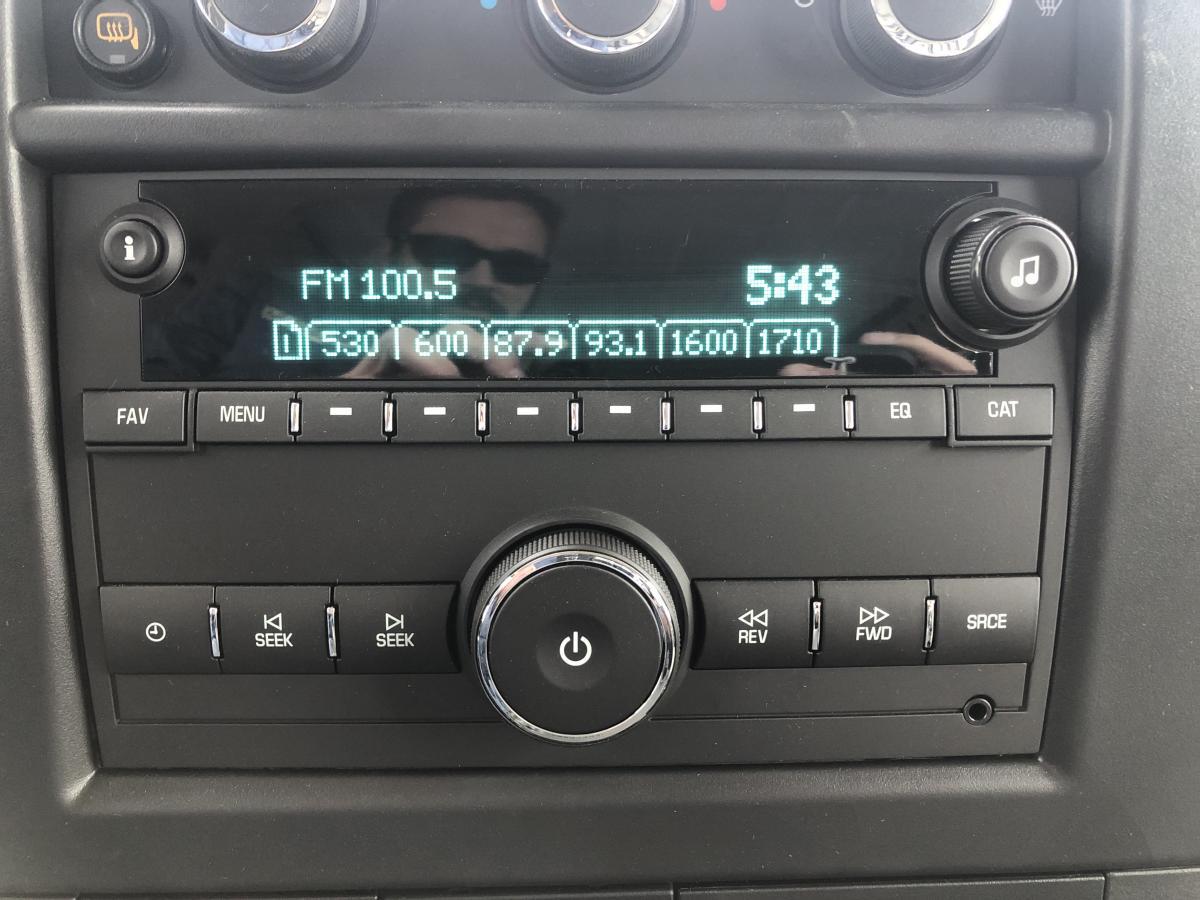 i
FM 100.5 5:43
1 530 600 87.9 93.1 1600 1710
FAV MENU EQ CAT
SEEK SEEK REV FWD SRCE